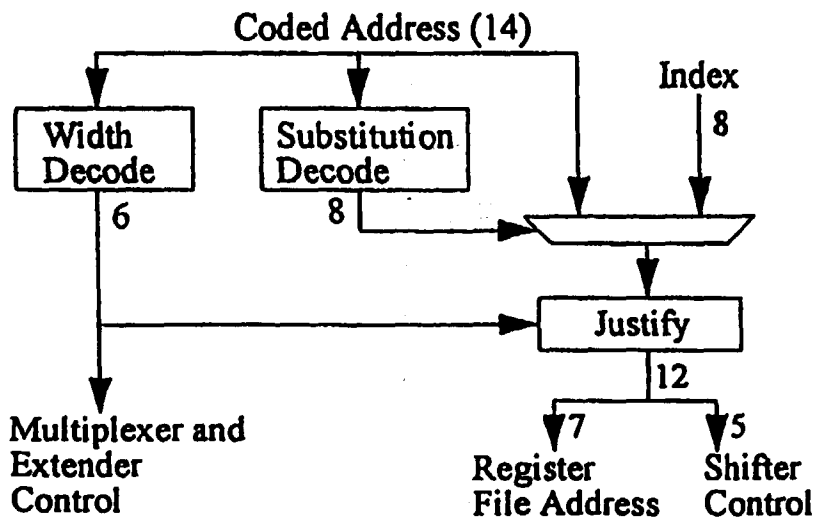 Coded Address (14)
Index
8
Width
Decode
Substitution
Decode
6
8
Justify
12
7
5
Multiplexer and
Extender
Control
Register
File Address
Shifter
Control